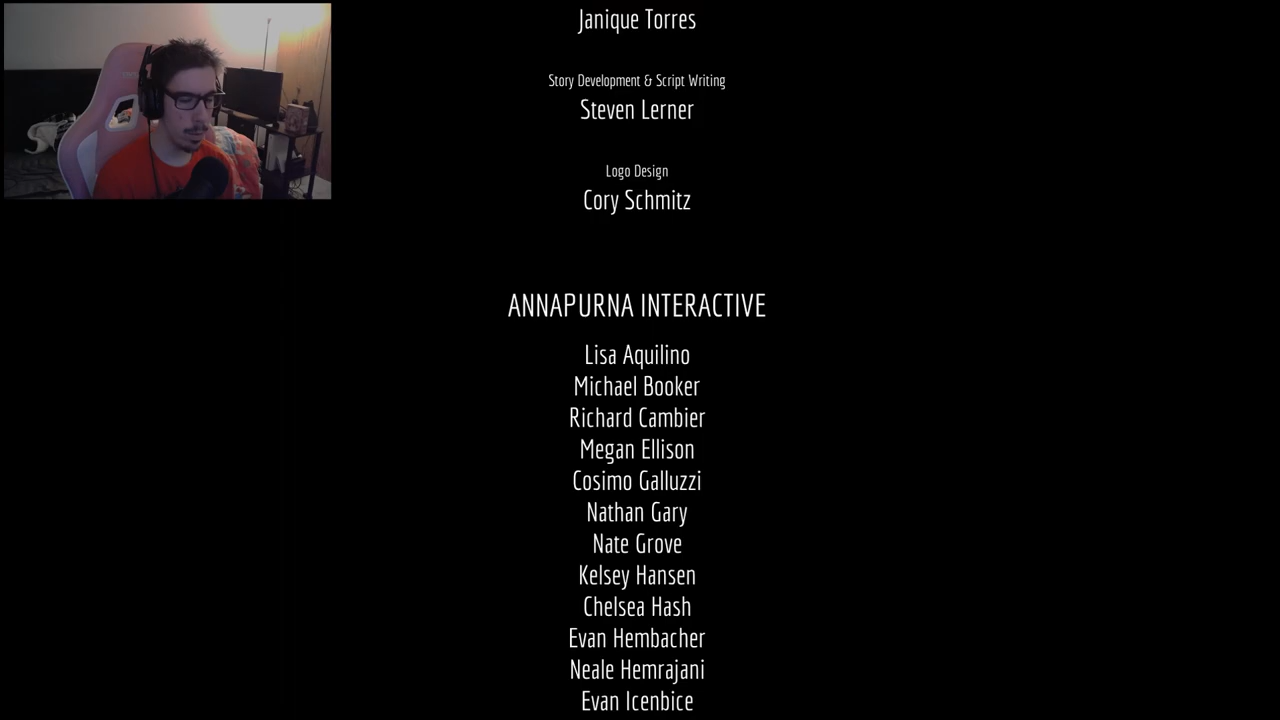 Janique Torres
Story Development & Script Writing
Steven Lerner
Logo Design
Cory Schmitz
ANNAPURNA INTERACTIVE
Lisa Aquilino
Michael Booker
Richard Cambier
Megan Ellison
Cosimo Galluzzi
Nathan Gary
Nate Grove
Kelsey Hansen
Chelsea Hash
Evan Hembacher
Neale Hemrajani
Evan Icenbice